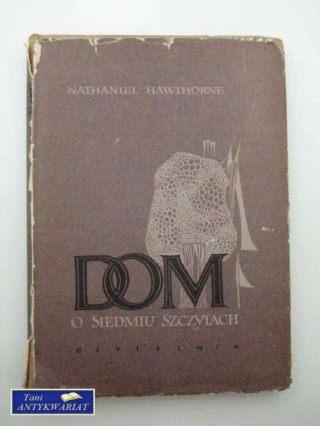 NATHANIEL HAWTHORNE
DOM
O SIEDMIU SZCZYTACH
CZYTELNIK
Tani
ANTYKWARIAT